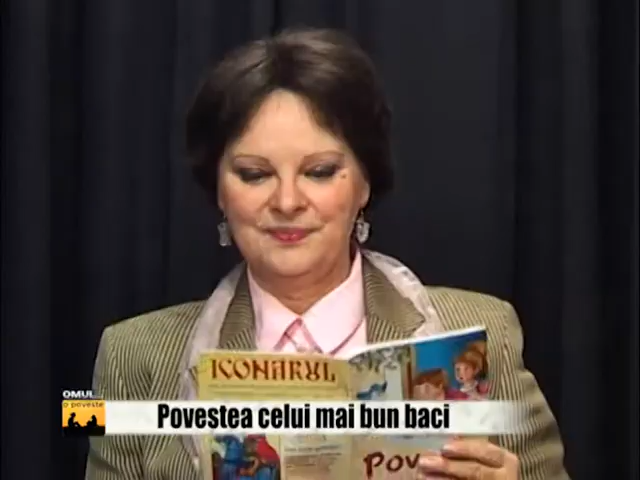 ICONARUL
OMUL...
o poveste
Povestea celui mai bun baci
Pov